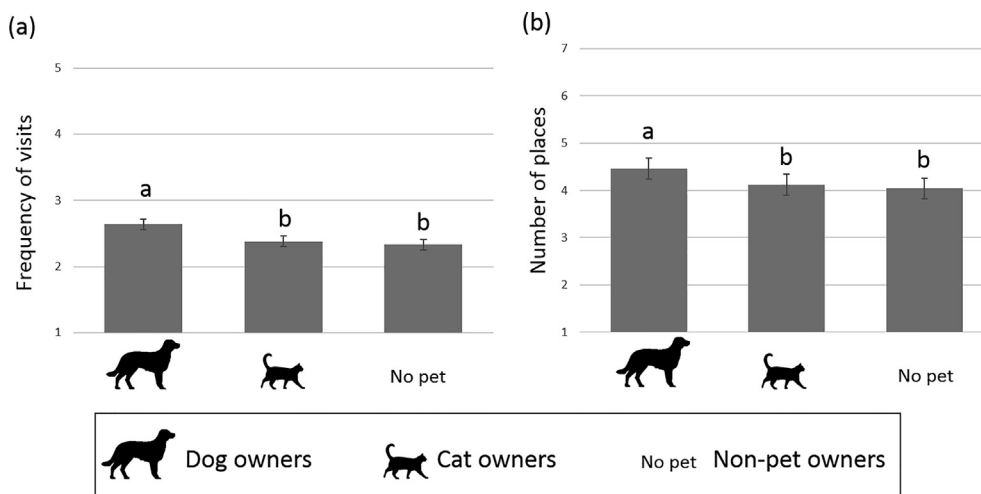 (a)
Frequency of visits
5
4
3
2
1
a
b
b
No pet
(b)
Number of places
7
6
5
4
3
2
1
a
b
b
No pet
Dog owners
Cat owners
No pet Non-pet owners